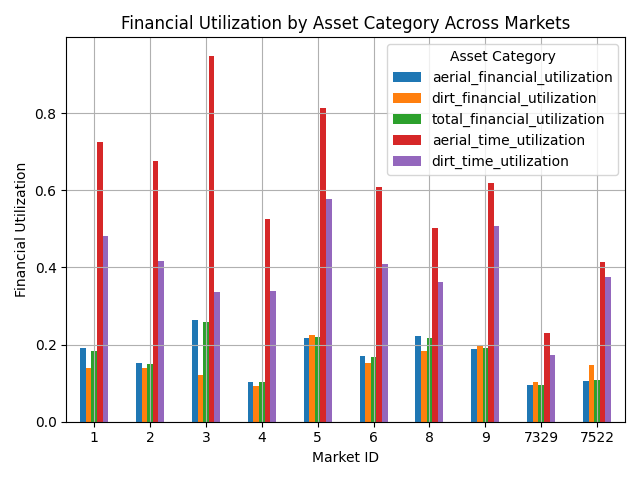 Financial Utilization by Asset Category Across Markets
Asset Category
aerial_financial_utilization
dirt_financial_utilization
total_financial_utilization
aerial_time_utilization
dirt_time_utilization
Financial Utilization
0.8
0.6
0.4
0.2
0.0
1 2 3 4 5 6 8 9 7329 7522
Market ID